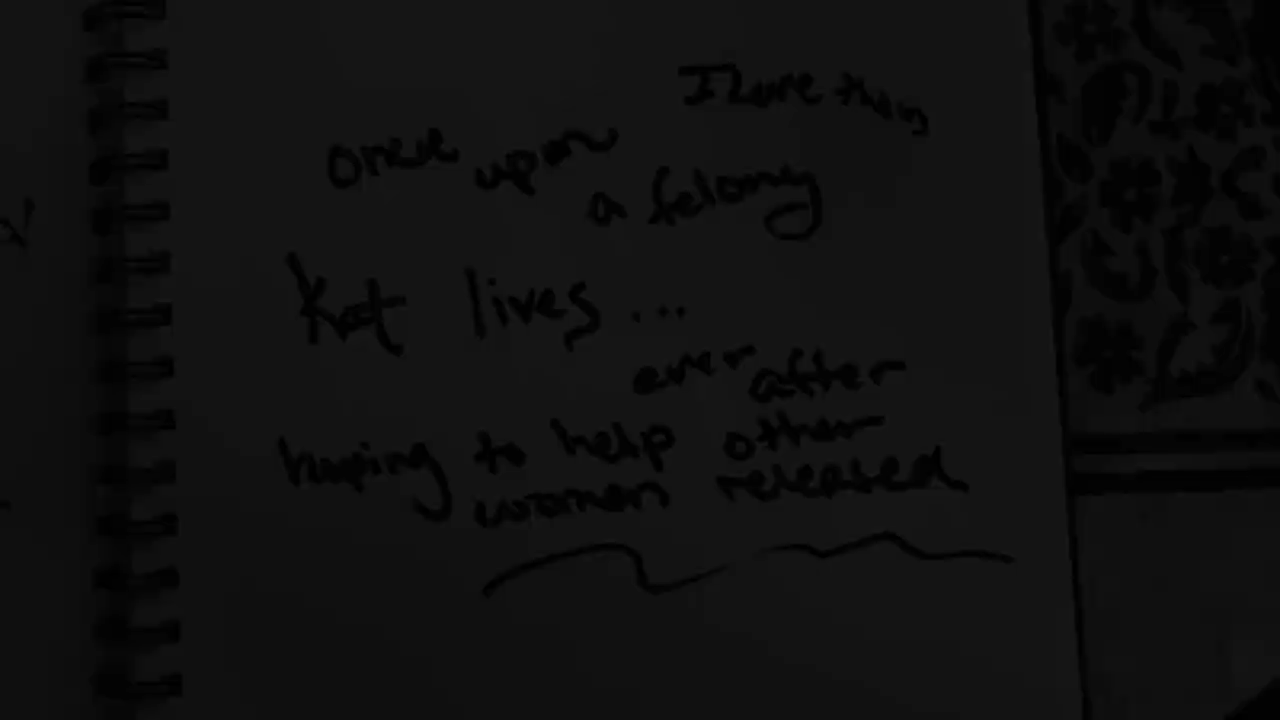 I Love this
once upon
a felony
Kat lives...
ever after
hoping to help other
women released